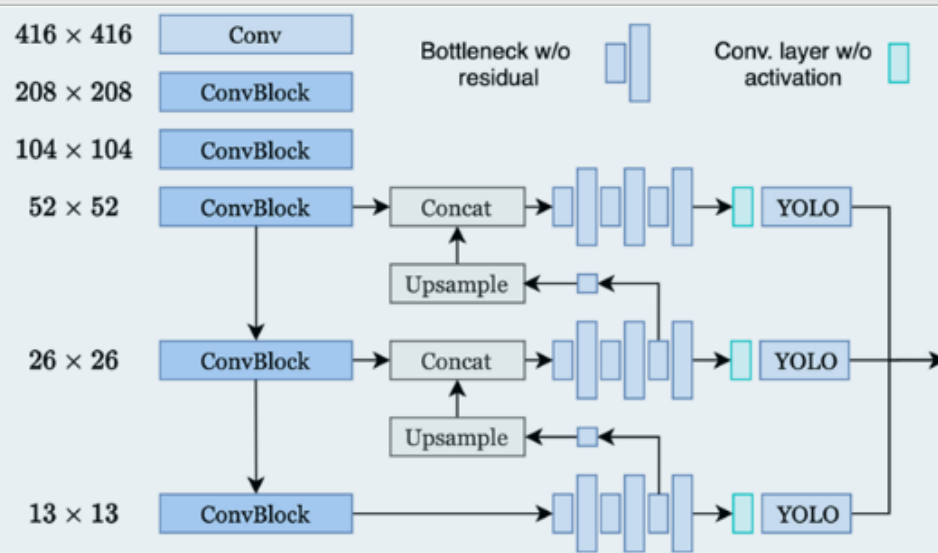 416 × 416
Conv
Bottleneck w/o
residual
Conv. layer w/o
activation
208 × 208
ConvBlock
104 × 104
ConvBlock
52 × 52
ConvBlock
Concat
YOLO
Upsample
26 × 26
ConvBlock
Concat
YOLO
Upsample
13 × 13
ConvBlock
YOLO